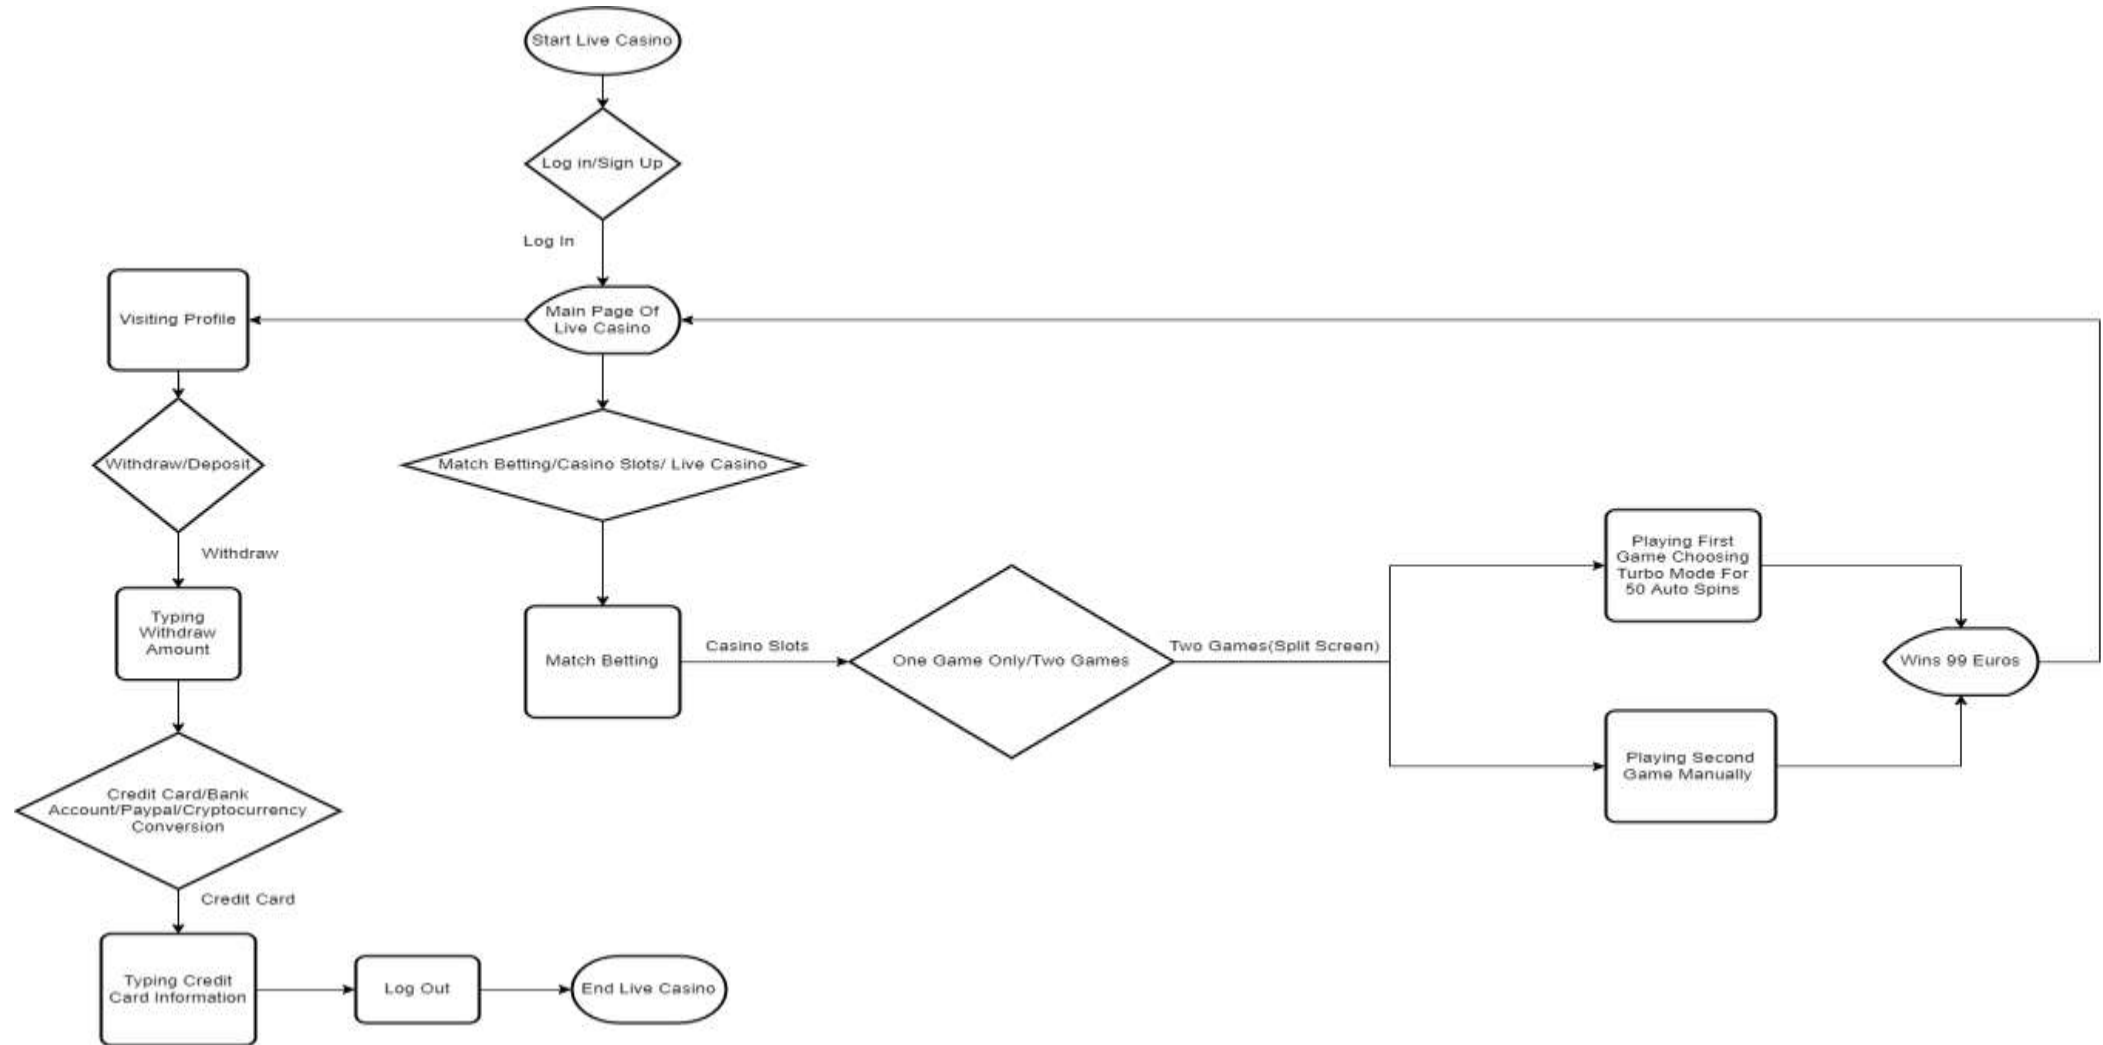 Start Live Casino
Log in/Sign Up
Log In
Visiting Profile
Main Page Of
Live Casino
Withdraw/Deposit
Match Betting/Casino Slots/ Live Casino
Withdraw
Typing
Withdraw
Amount
Match Betting
Casino Slots
One Game Only/Two Games
Two Games(Split Screen)
Playing First
Game Choosing
Turbo Mode For
50 Auto Spins
Wins 99 Euros
Playing Second
Game Manually
Credit Card/Bank
Account/Paypal/Cryptocurrency
Conversion
Credit Card
Typing Credit
Card Information
Log Out
End Live Casino